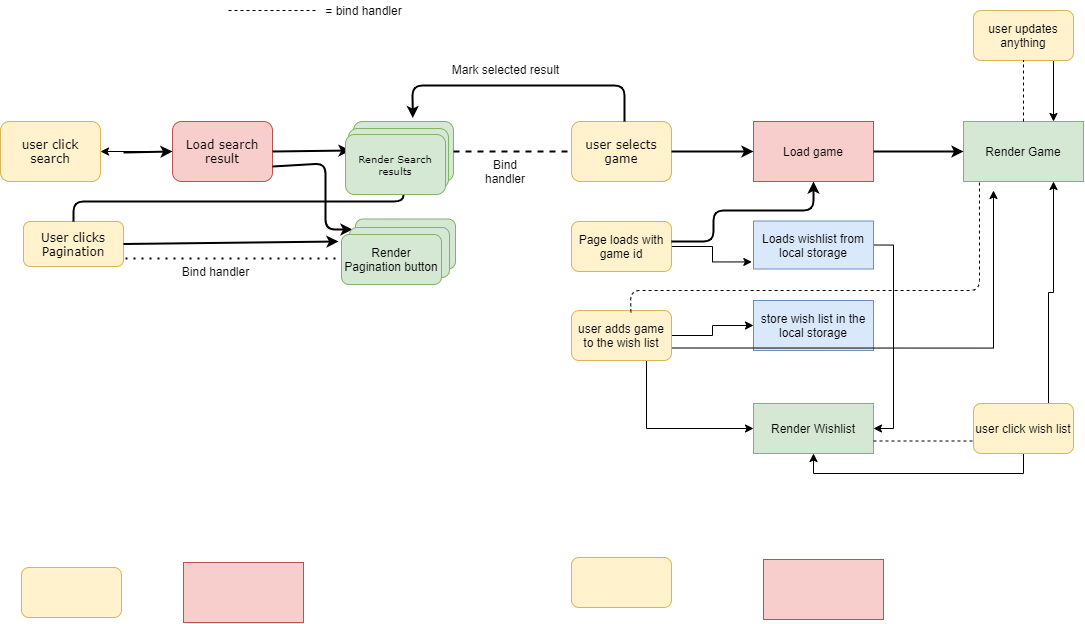 = bind handler
user updates
anything
Mark selected result
user click
search
Load search
result
Render Search
results
Bind
handler
user selects
game
Load game
Render Game
User clicks
Pagination
Bind handler
Render
Pagination button
Page loads with
game id
Loads wishlist from
local storage
user adds game
to the wish list
store wish list in the
local storage
Render Wishlist
user click wish list